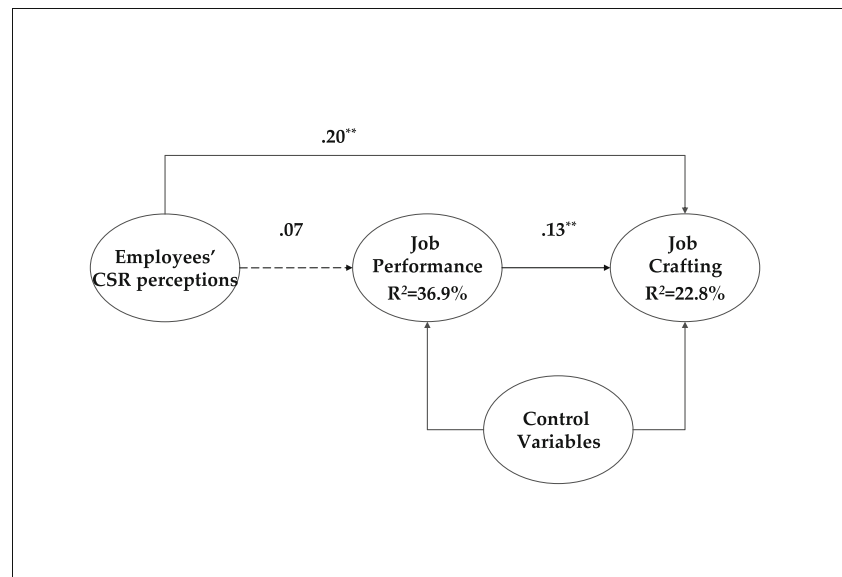 .20**
.07
.13**
Employees’
CSR perceptions
Job
Performance
R²=36.9%
Job
Crafting
R²=22.8%
Control
Variables